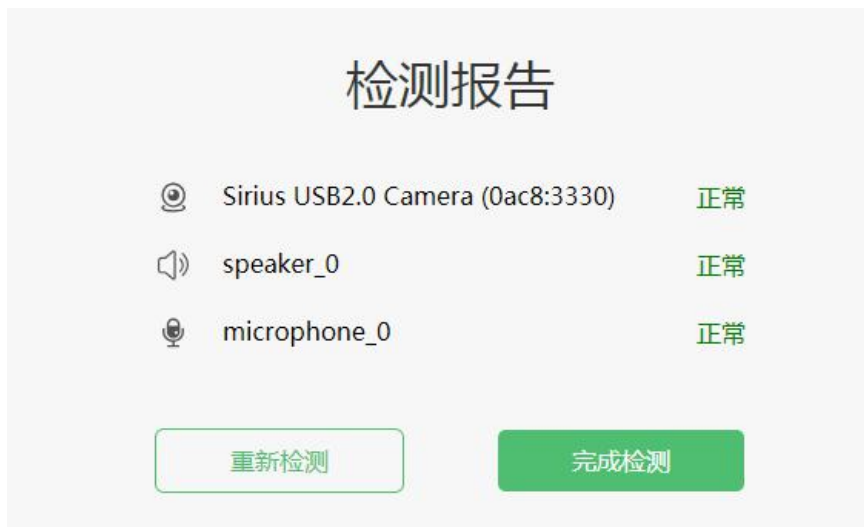 检测报告
Sirius USB2.0 Camera (0ac8:3330) 正常
speaker_0 正常
microphone_0 正常
重新检测 完成检测